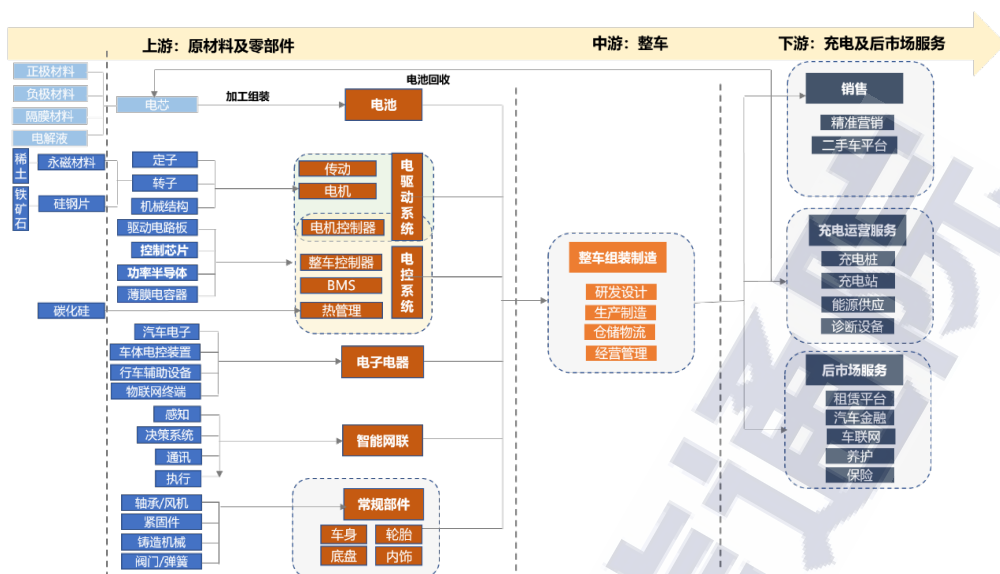 上游：原材料及零部件
中游：整车
下游：充电及后市场服务
正极材料
负极材料
隔膜材料
电解液
电芯
加工组装
电池
电池回收
稀土
永磁材料
铁矿石
硅钢片
定子
转子
机械结构
驱动电路板
控制芯片
功率半导体
薄膜电容器
碳化硅
传动
电机
电机控制器
电驱动系统
整车控制器
BMS
热管理
电控系统
汽车电子
车体电控装置
行车辅助设备
物联网终端
电子电器
感知
决策系统
通讯
执行
智能网联
轴承/风机
紧固件
铸造机械
阀门/弹簧
常规部件
车身
轮胎
底盘
内饰
整车组装制造
研发设计
生产制造
仓储物流
经营管理
销售
精准营销
二手车平台
充电运营服务
充电桩
充电站
能源供应
诊断设备
后市场服务
租赁平台
汽车金融
车联网
养护
保险